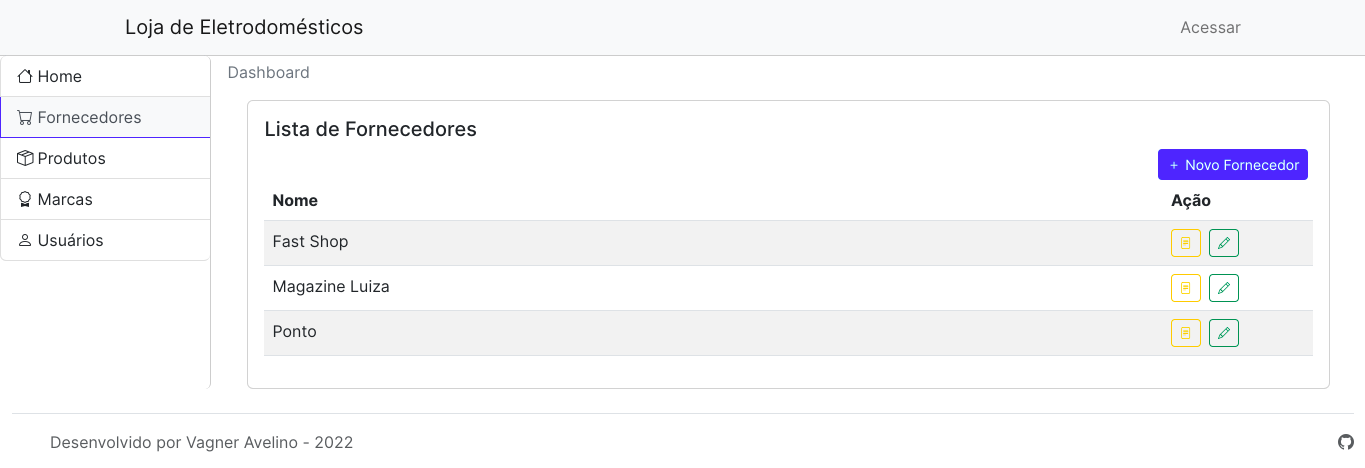 Loja de Eletrodomésticos
Acessar
Home
Fornecedores
Produtos
Marcas
Usuários
Dashboard
Lista de Fornecedores
+ Novo Fornecedor
Nome Ação
Fast Shop
Magazine Luiza
Ponto
Desenvolvido por Vagner Avelino - 2022